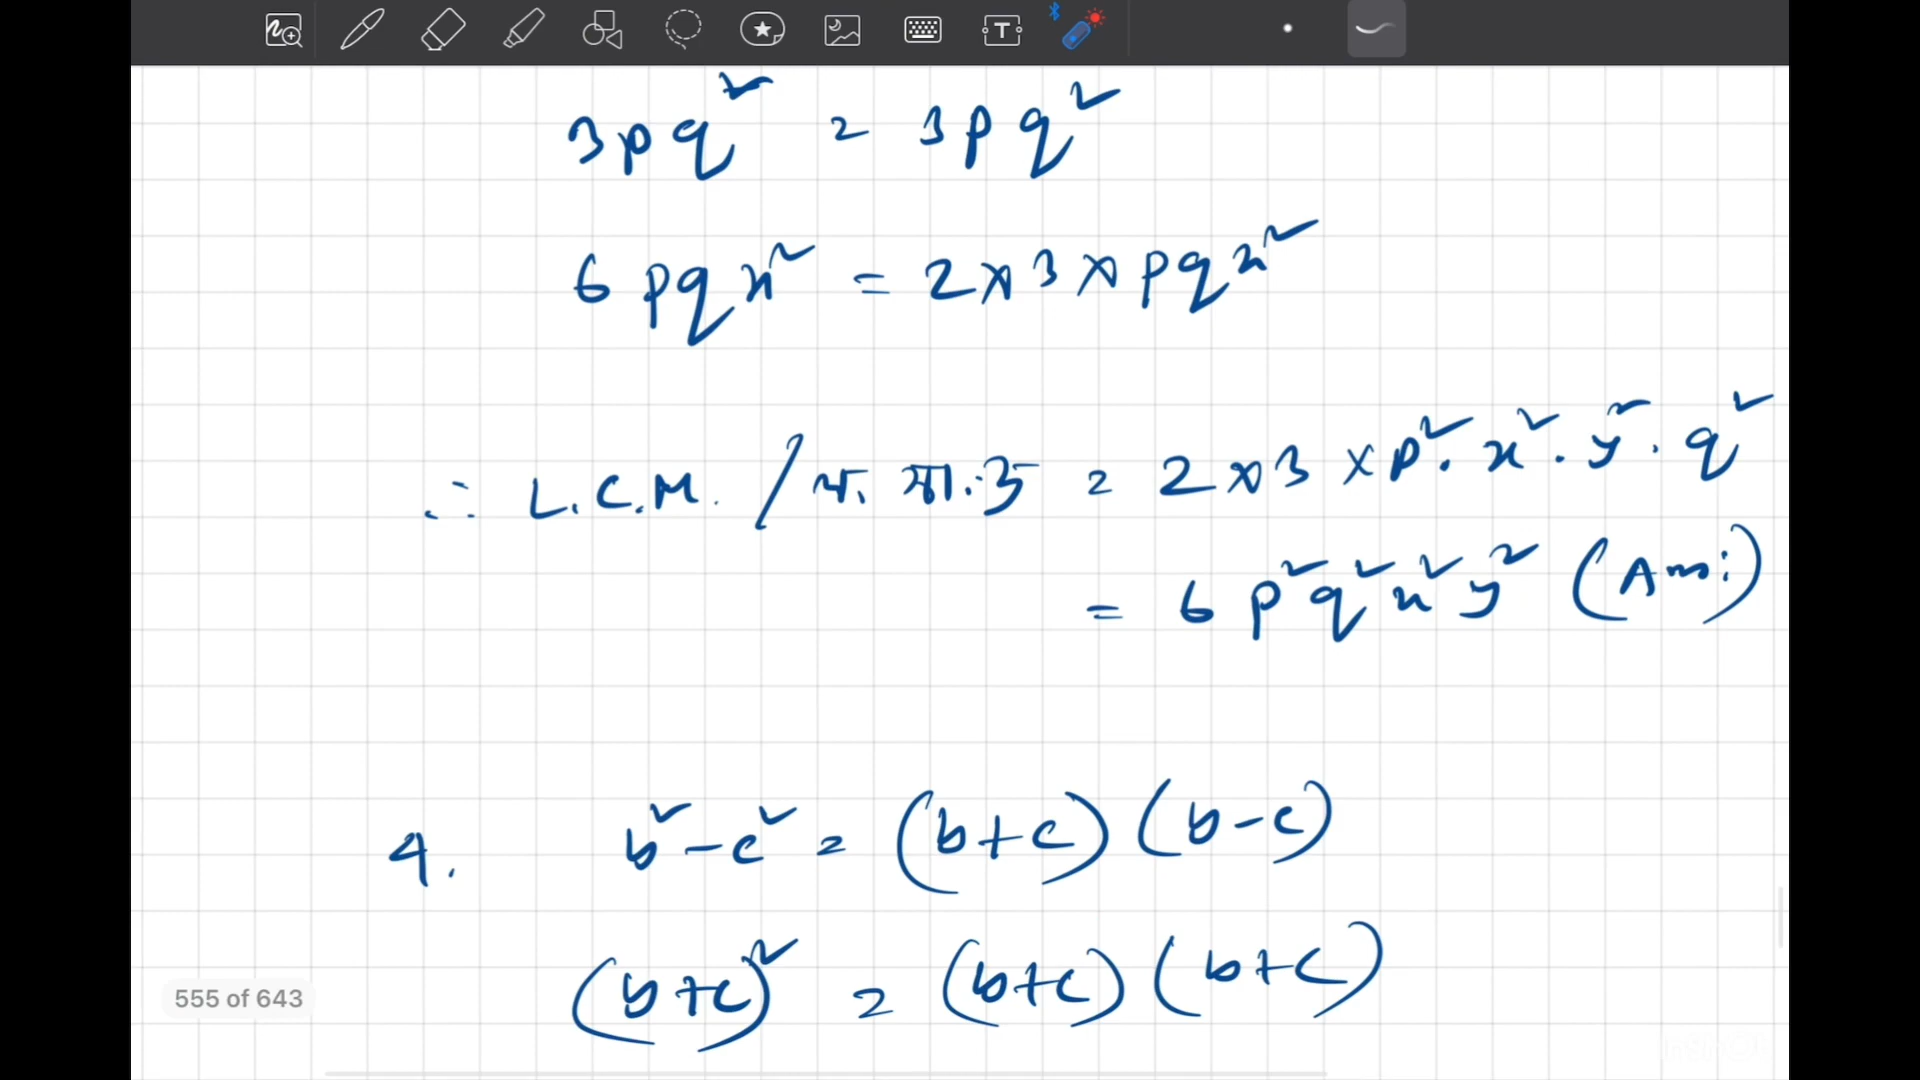 3pq² = 3pq²
6pqx² = 2×3×pqx²
∴ L.C.M. / ल.सा.उ = 2×3×p².x².y².q²
= 6p²q²x²y² (Ans:)
4. b²-c² = (b+c)(b-c)
(b+c)² = (b+c)(b+c)
555 of 643